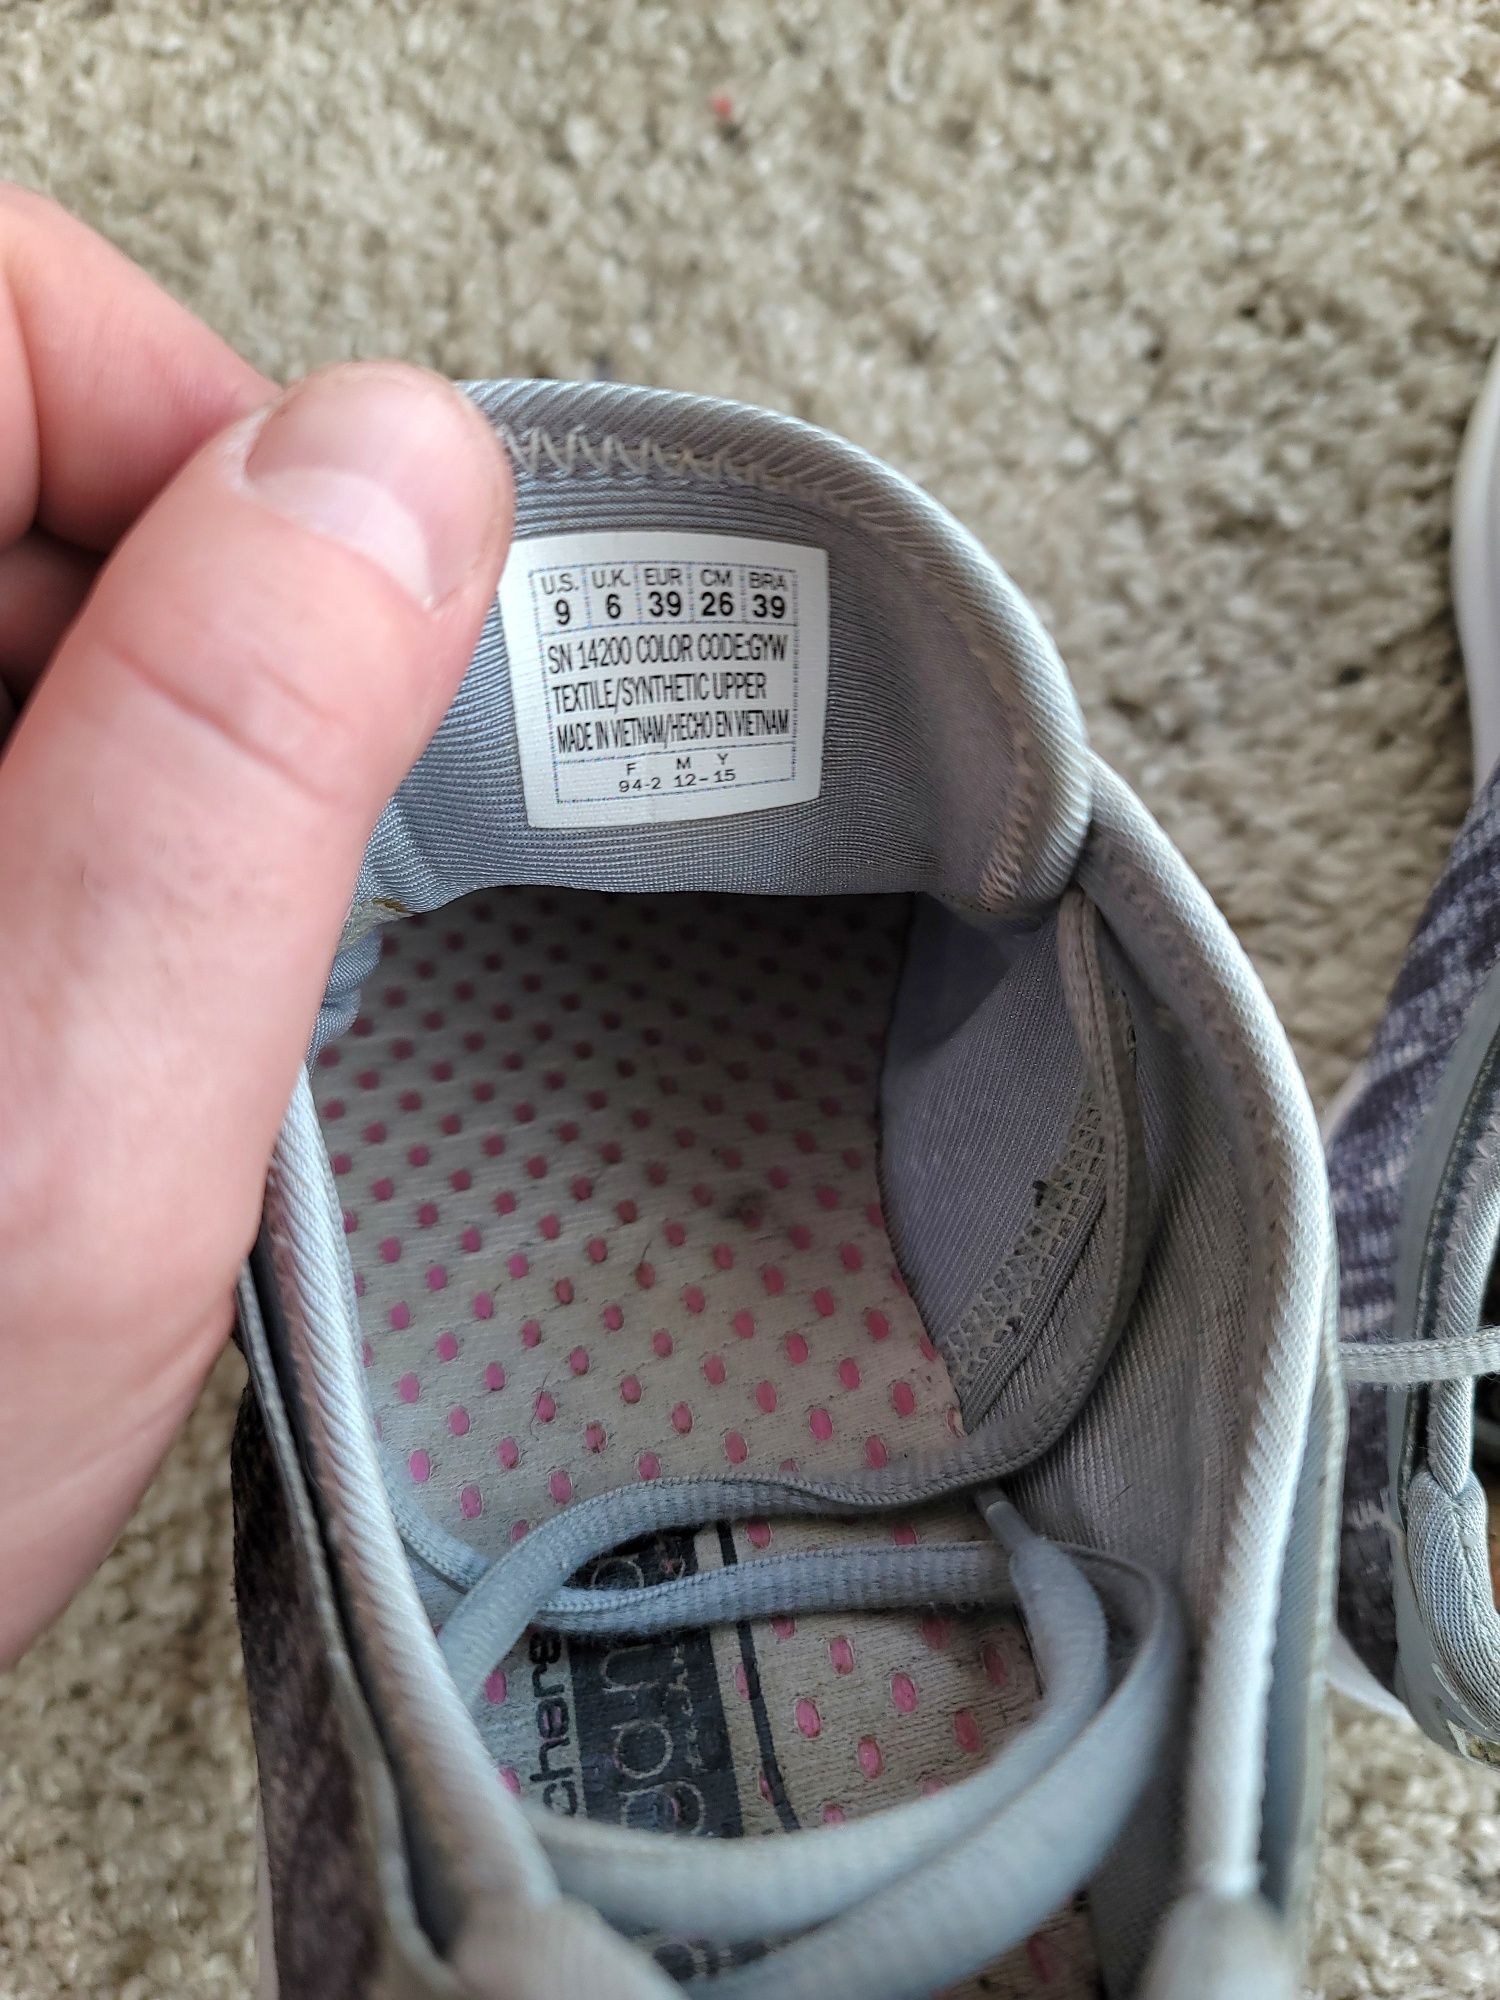 U.S. U.K. EUR CM BRA
9 6 39 26 39
SN 14200 COLOR CODE:GYW
TEXTILE/SYNTHETIC UPPER
MADE IN VIETNAM/HECHO EN VIETNAM
F M Y
94-2 12-15